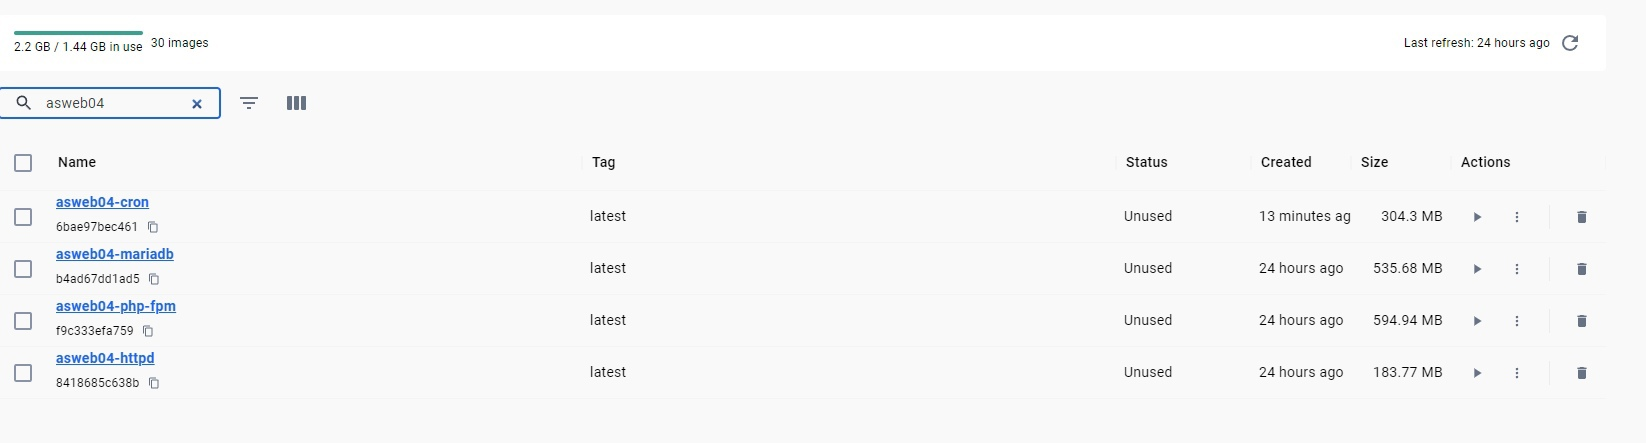 2.2 GB / 1.44 GB in use 30 images Last refresh: 24 hours ago
asweb04
Name Tag Status Created Size Actions
asweb04-cron
6bae97bec461
latest Unused 13 minutes ag 304.3 MB
asweb04-mariadb
b4ad67dd1ad5
latest Unused 24 hours ago 535.68 MB
asweb04-php-fpm
f9c333efa759
latest Unused 24 hours ago 594.94 MB
asweb04-httpd
8418685c638b
latest Unused 24 hours ago 183.77 MB